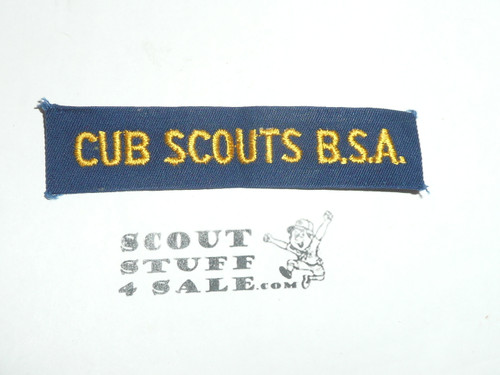 CUB SCOUTS B.S.A.
SCOUT
STUFF
4 SALE.COM